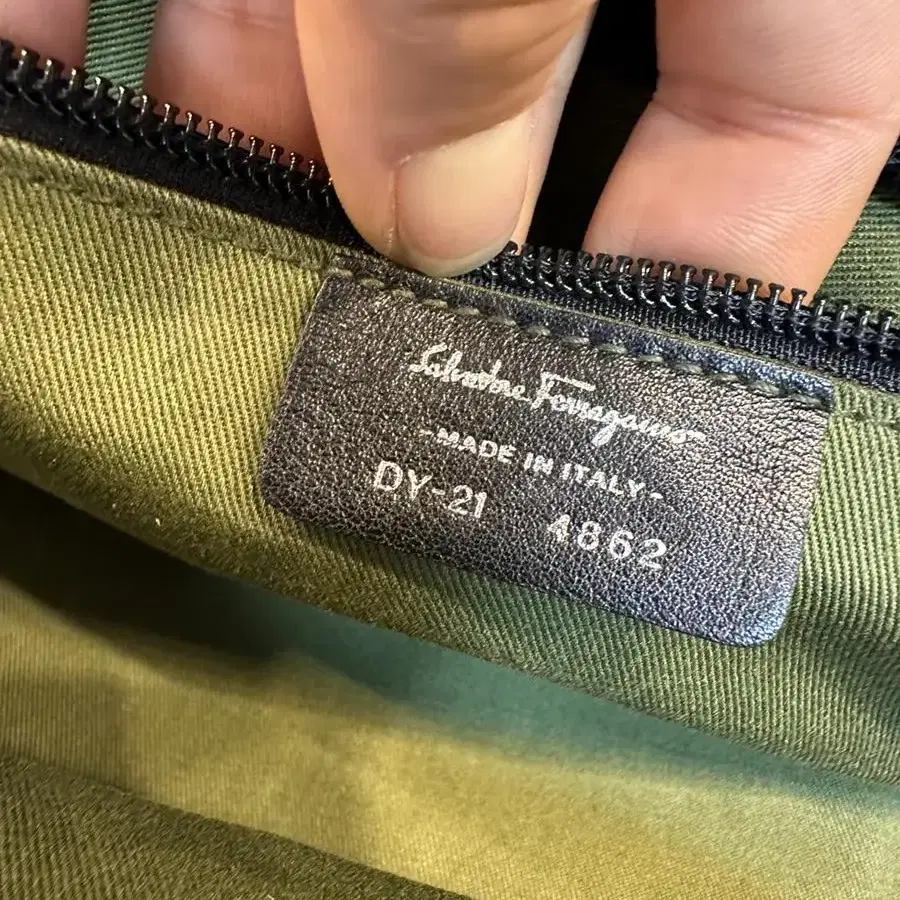 Salvatore Ferragamo
-MADE IN ITALY-
DY-21 4862